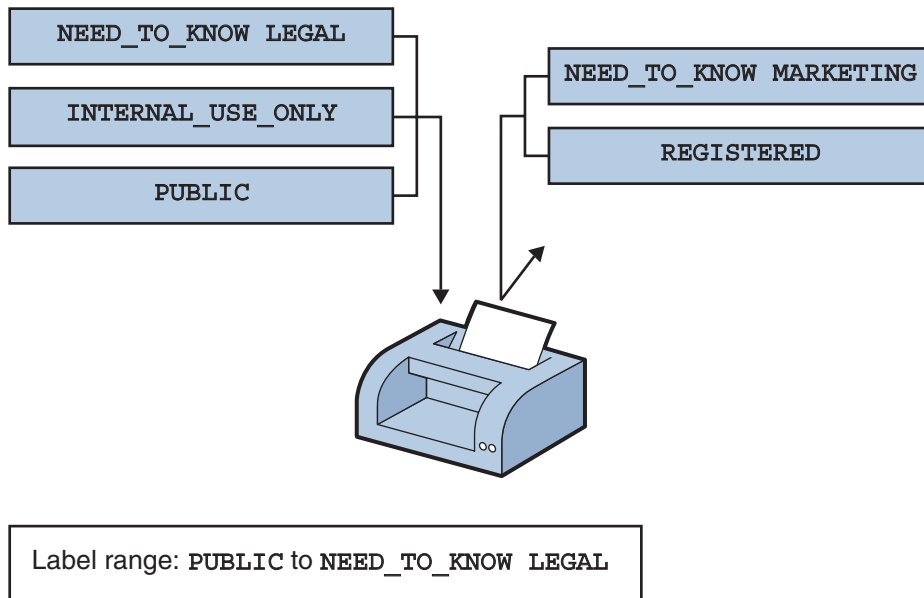 NEED_TO_KNOW LEGAL
INTERNAL_USE_ONLY
PUBLIC
NEED_TO_KNOW MARKETING
REGISTERED
Label range: PUBLIC to NEED_TO_KNOW LEGAL